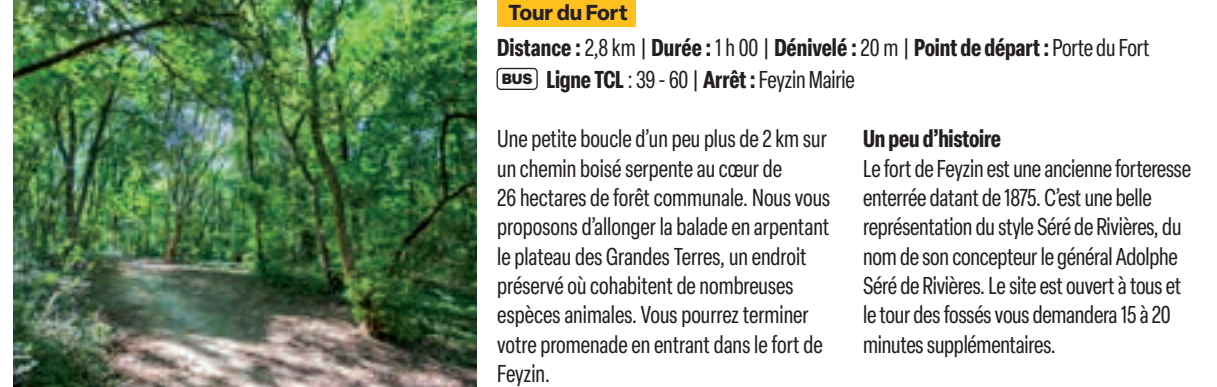 Tour du Fort
Distance : 2,8 km | Durée : 1 h 00 | Dénivelé : 20 m | Point de départ : Porte du Fort
BUS Ligne TCL : 39 - 60 | Arrêt : Feyzin Mairie
Une petite boucle d’un peu plus de 2 km sur
un chemin boisé serpente au cœur de
26 hectares de forêt communale. Nous vous
proposons d’allonger la balade en arpentant
le plateau des Grandes Terres, un endroit
préservé où cohabitent de nombreuses
espèces animales. Vous pourrez terminer
votre promenade en entrant dans le fort de
Feyzin.
Un peu d’histoire
Le fort de Feyzin est une ancienne forteresse
enterrée datant de 1875. C’est une belle
représentation du style Séré de Rivières, du
nom de son concepteur le général Adolphe
Séré de Rivières. Le site est ouvert à tous et
le tour des fossés vous demandera 15 à 20
minutes supplémentaires.